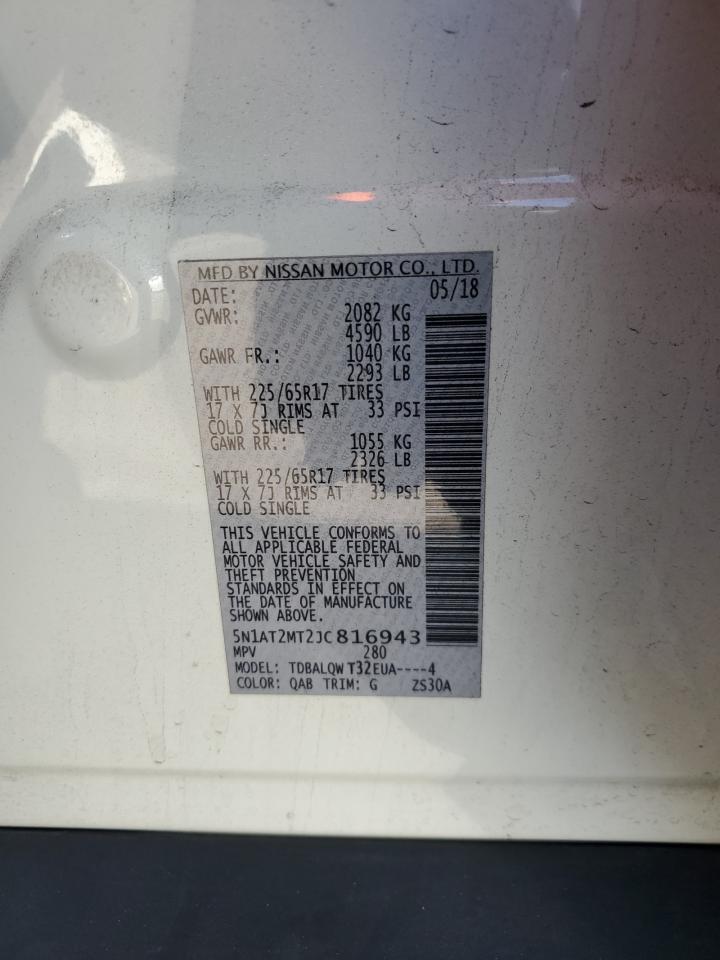 MFD BY NISSAN MOTOR CO., LTD.
DATE: 05/18
GVWR: 2082 KG
4590 LB
GAWR FR.: 1040 KG
2293 LB
WITH 225/65R17 TIRES
17 X 7J RIMS AT 33 PSI
COLD SINGLE
GAWR RR.: 1055 KG
2326 LB
WITH 225/65R17 TIRES
17 X 7J RIMS AT 33 PSI
COLD SINGLE
THIS VEHICLE CONFORMS TO
ALL APPLICABLE FEDERAL
MOTOR VEHICLE SAFETY AND
THEFT PREVENTION
STANDARDS IN EFFECT ON
THE DATE OF MANUFACTURE
SHOWN ABOVE.
5N1AT2MT2JC816943
MPV 280
MODEL: TDBALQW T32EUA----4
COLOR: QAB TRIM: G ZS30A